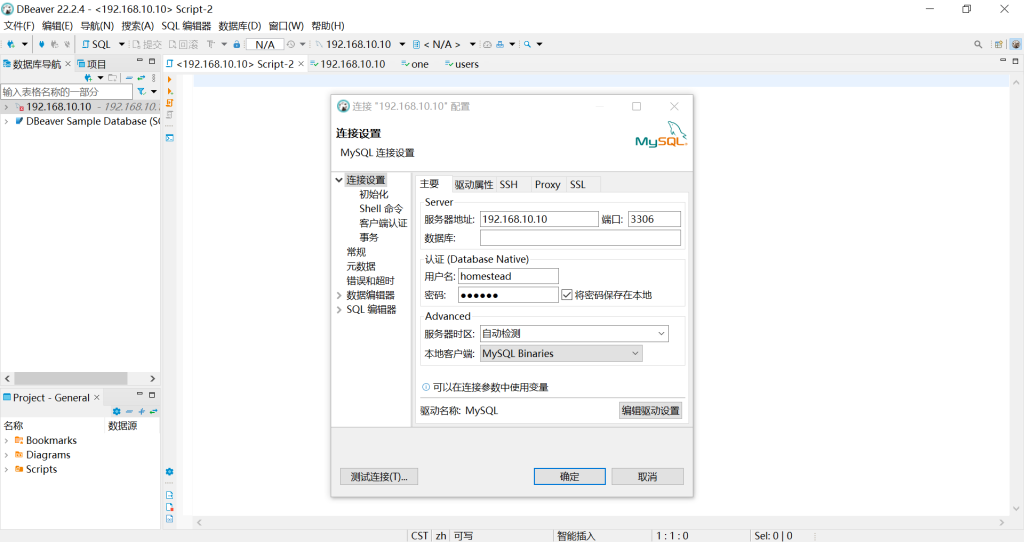 DBeaver 22.2.4 - <192.168.10.10> Script-2
文件(F) 编辑(E) 导航(N) 搜索(A) SQL 编辑器 数据库(D) 窗口(W) 帮助(H)
SQL 提交 回滚 T N/A 192.168.10.10 < N/A >
数据库导航 项目
<192.168.10.10> Script-2 192.168.10.10 one users
输入表格名称的一部分
192.168.10.10 - 192.168.10.
DBeaver Sample Database (SQ
连接 "192.168.10.10" 配置
连接设置
MySQL 连接设置
MySQL
连接设置
初始化
Shell 命令
客户端认证
事务
常规
元数据
错误和超时
数据编辑器
SQL 编辑器
主要 驱动属性 SSH Proxy SSL
Server
服务器地址: 192.168.10.10 端口: 3306
数据库:
认证 (Database Native)
用户名: homestead
密码: ●●●●●● 将密码保存在本地
Advanced
服务器时区: 自动检测
本地客户端: MySQL Binaries
可以在连接参数中使用变量
驱动名称: MySQL 编辑驱动设置
测试连接(T)... 确定 取消
Project - General
名称 数据源
Bookmarks
Diagrams
Scripts
CST zh 可写 智能插入 1 : 1 : 0 Sel: 0 | 0